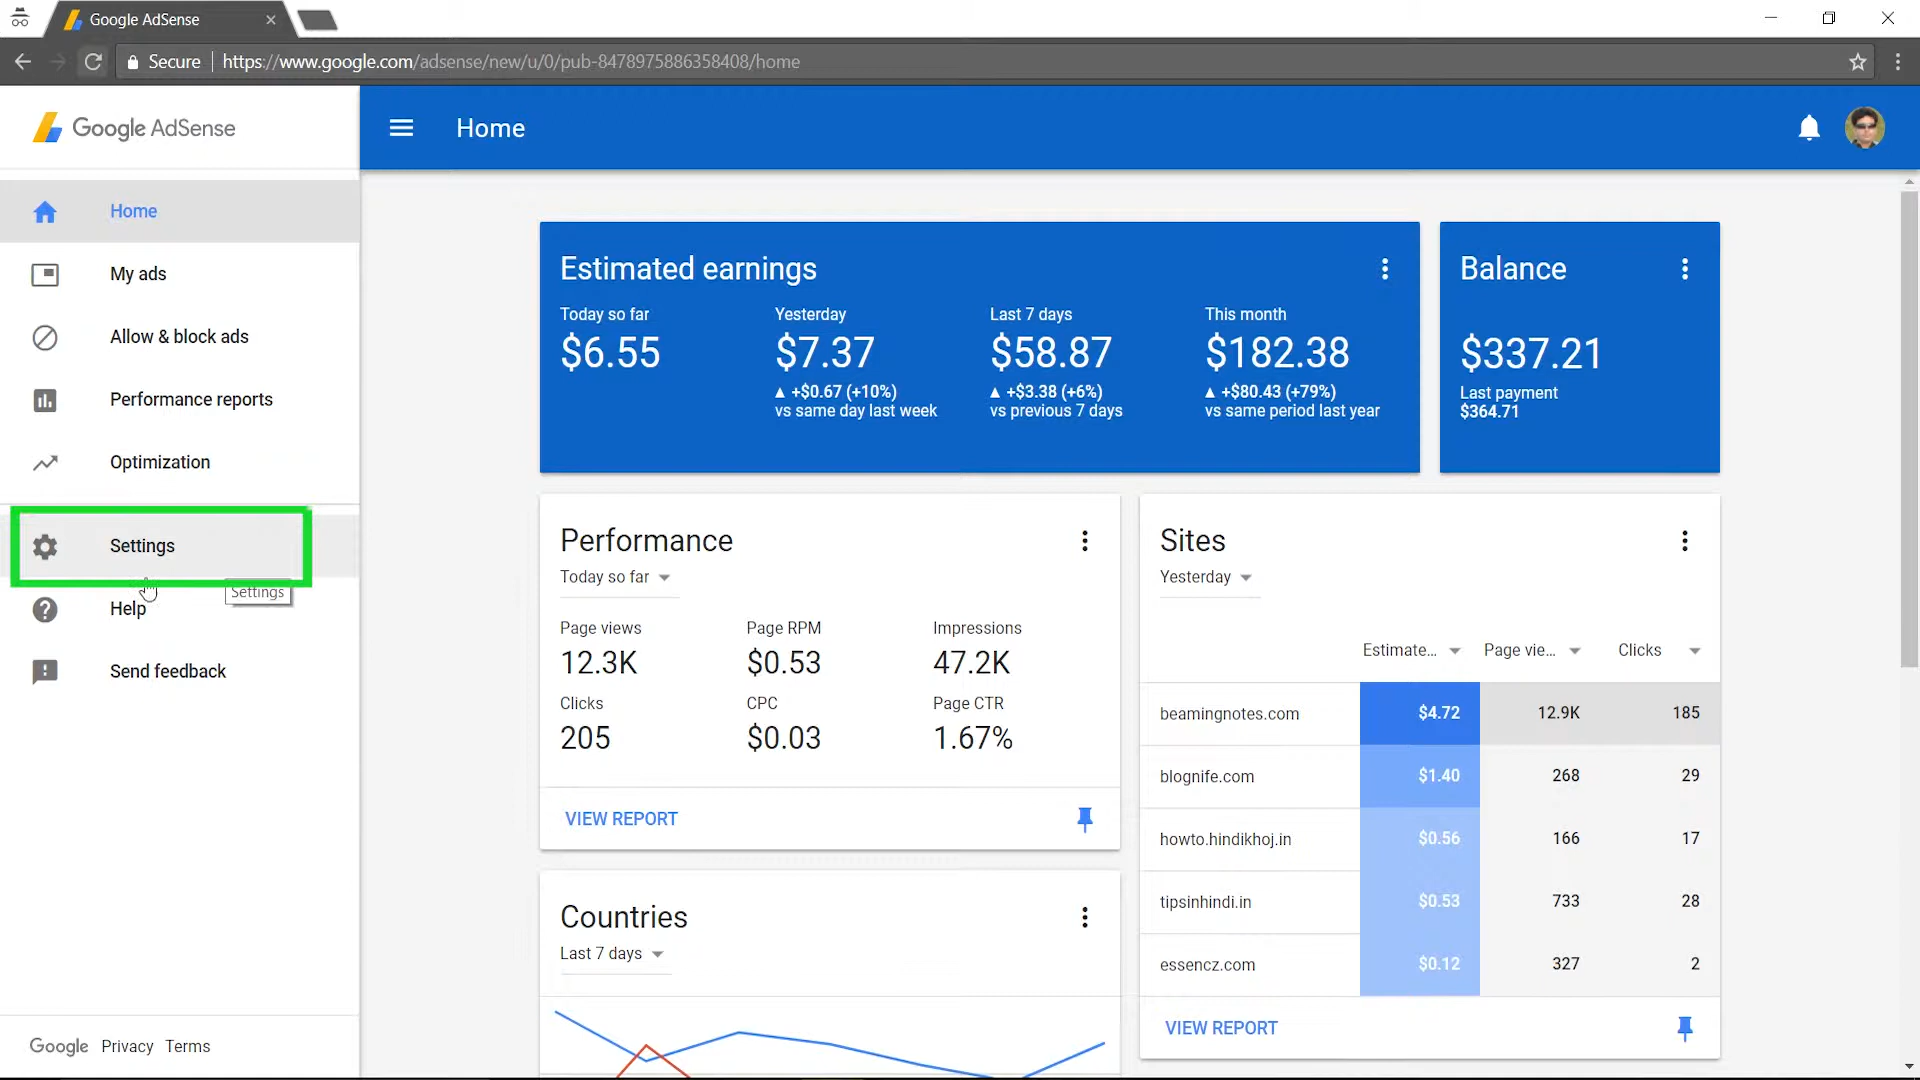 Google AdSense
Secure
https://www.google.com/adsense/new/u/0/pub-8478975886358408/home
Google AdSense
Home
Home
My ads
Allow & block ads
Performance reports
Optimization
Settings
Settings
Help
Send feedback
Google Privacy Terms
Estimated earnings
Today so far
$6.55
Yesterday
$7.37
▲ +$0.67 (+10%)
vs same day last week
Last 7 days
$58.87
▲ +$3.38 (+6%)
vs previous 7 days
This month
$182.38
▲ +$80.43 (+79%)
vs same period last year
Balance
$337.21
Last payment
$364.71
Performance
Today so far
Page views Page RPM Impressions
12.3K $0.53 47.2K
Clicks CPC Page CTR
205 $0.03 1.67%
VIEW REPORT
Countries
Last 7 days
Sites
Yesterday
Estimate... Page vie... Clicks
beamingnotes.com $4.72 12.9K 185
blognife.com $1.40 268 29
howto.hindikhoj.in $0.56 166 17
tipsinhindi.in $0.53 733 28
essencz.com $0.12 327 2
VIEW REPORT